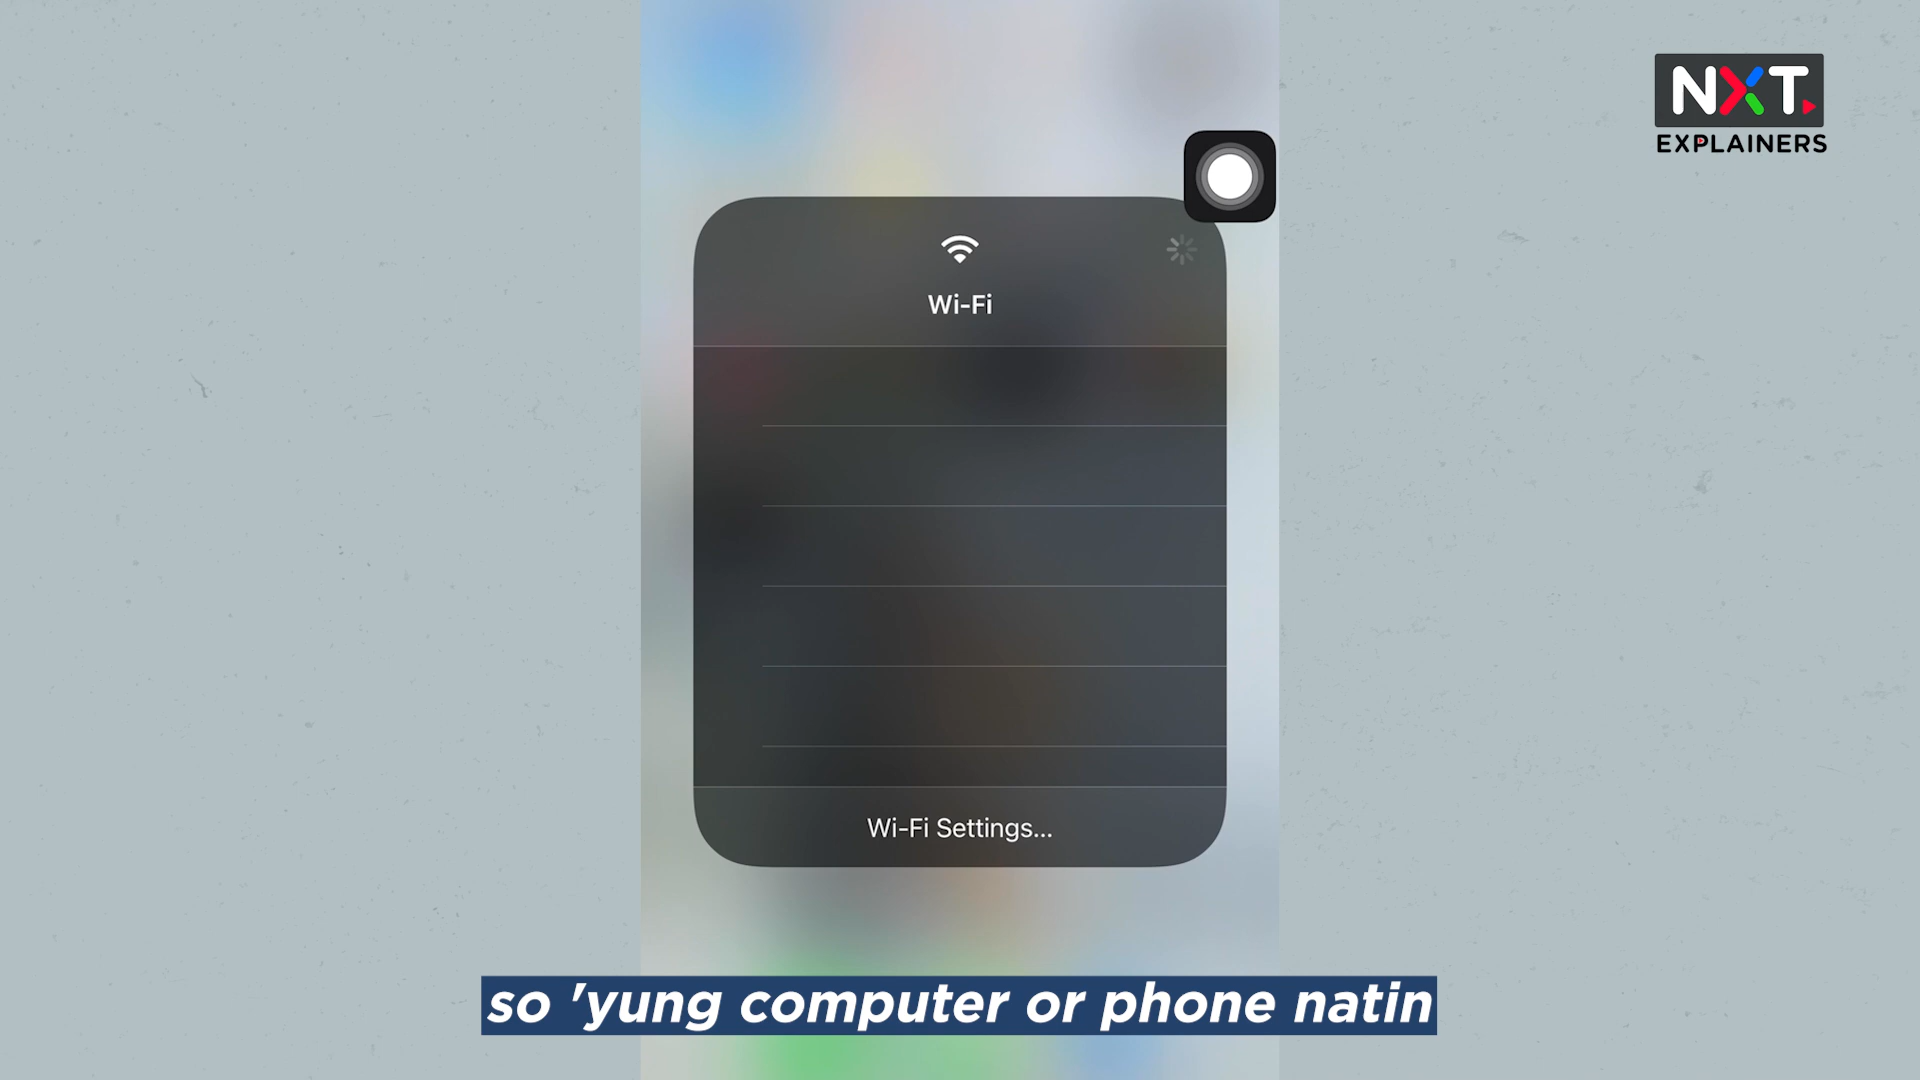 NXT
EXPLAINERS
Wi-Fi
Wi-Fi Settings...
so 'yung computer or phone natin